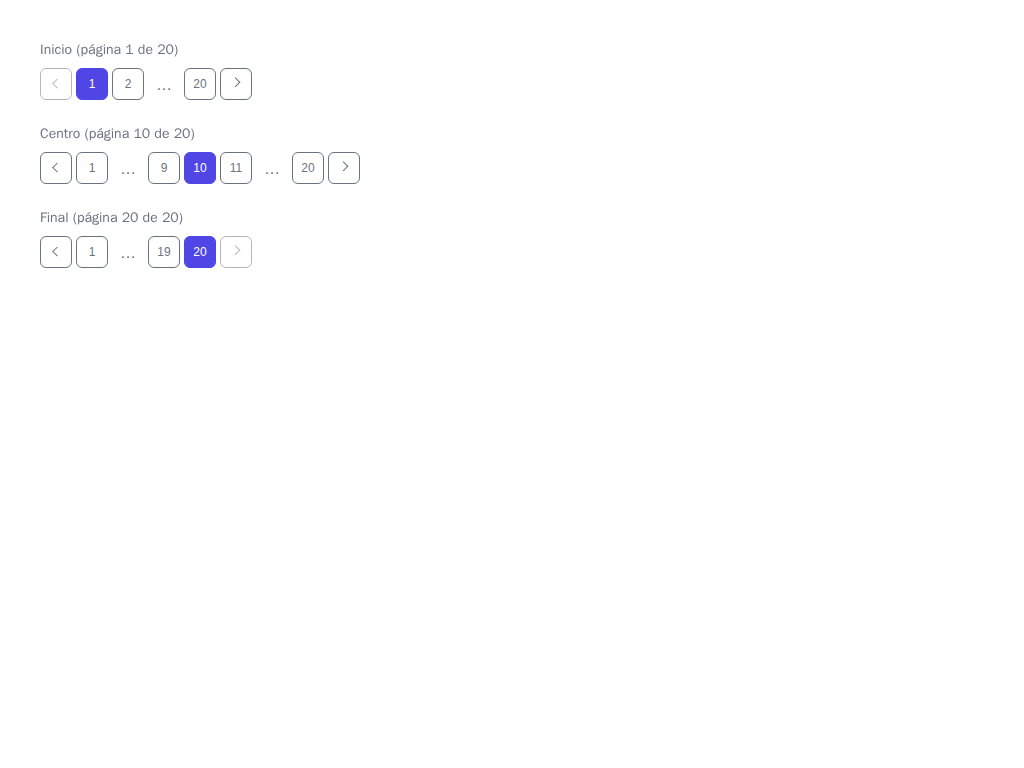 Inicio (página 1 de 20)
1 2 ... 20
Centro (página 10 de 20)
1 ... 9 10 11 ... 20
Final (página 20 de 20)
1 ... 19 20